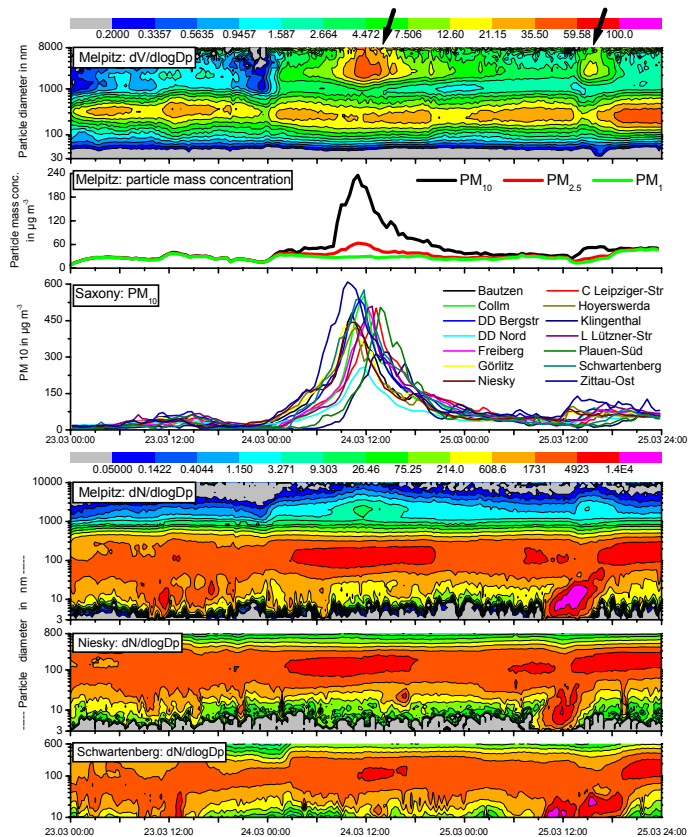 0.2000 0.3357 0.5635 0.9457 1.587 2.664 4.472 7.506 12.60 21.15 35.50 59.58 100.0
Particle diameter in nm
8000
1000
100
30
Melpitz: dV/dlogDp
Particle mass conc. in µg m-3
240
180
120
60
0
Melpitz: particle mass concentration
PM10 PM2.5 PM1
PM 10 in µg m-3
600
450
300
150
0
Saxony: PM10
Bautzen C Leipziger-Str
Collm Hoyerswerda
DD Bergstr Klingenthal
DD Nord L Lützner-Str
Freiberg Plauen-Süd
Görlitz Schwartenberg
Niesky Zittau-Ost
23.03 00:00 23.03 12:00 24.03 00:00 24.03 12:00 25.03 00:00 25.03 12:00 25.03 24:00
0.05000 0.1422 0.4044 1.150 3.271 9.303 26.46 75.25 214.0 608.6 1731 4923 1.4E4
----- Particle diameter in nm -----
10000
1000
100
10
3
Melpitz: dN/dlogDp
800
100
10
3
Niesky: dN/dlogDp
600
100
10
Schwartenberg: dN/dlogDp
23.03 00:00 23.03 12:00 24.03 00:00 24.03 12:00 25.03 00:00 25.03 12:00 25.03 24:00